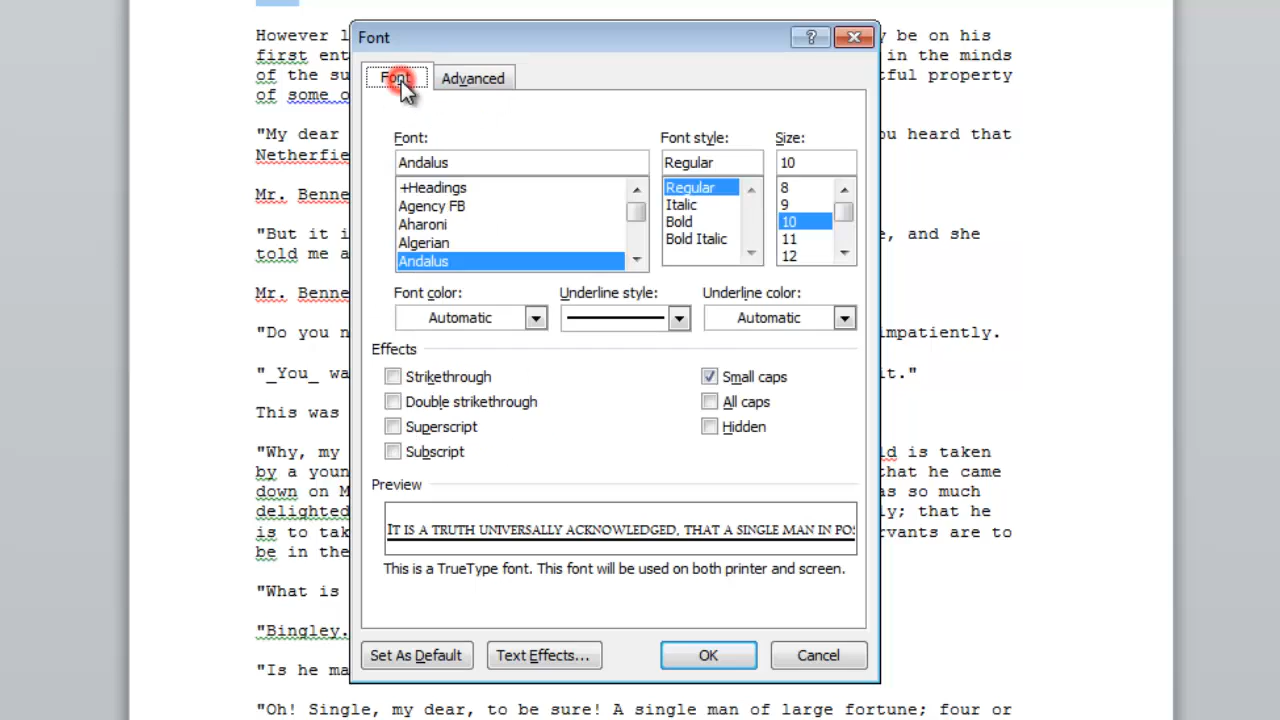 Font
However l
y be on his
first ent
in the minds
of the su
tful property
of some o
Font
Advanced
"My dear
ou heard that
Netherfie
Mr. Benne
"But it i
e, and she
told me a
Mr. Benne
"Do you n
impatiently.
"_You_ wa
it."
This was
"Why, my
ld is taken
by a youn
that he came
down on M
as so much
delighted
ly; that he
is to tak
rvants are to
be in the
"What is
"Bingley.
"Is he ma
"Oh! Single, my dear, to be sure! A single man of large fortune; four or
Font:
Font style:
Size:
Andalus
Regular
10
+Headings
Agency FB
Aharoni
Algerian
Andalus
Regular
Italic
Bold
Bold Italic
8
9
10
11
12
Font color:
Underline style:
Underline color:
Automatic
Automatic
Effects
Strikethrough
Double strikethrough
Superscript
Subscript
Small caps
All caps
Hidden
Preview
It is a truth universally acknowledged, that a single man in pos
This is a TrueType font. This font will be used on both printer and screen.
Set As Default
Text Effects...
OK
Cancel